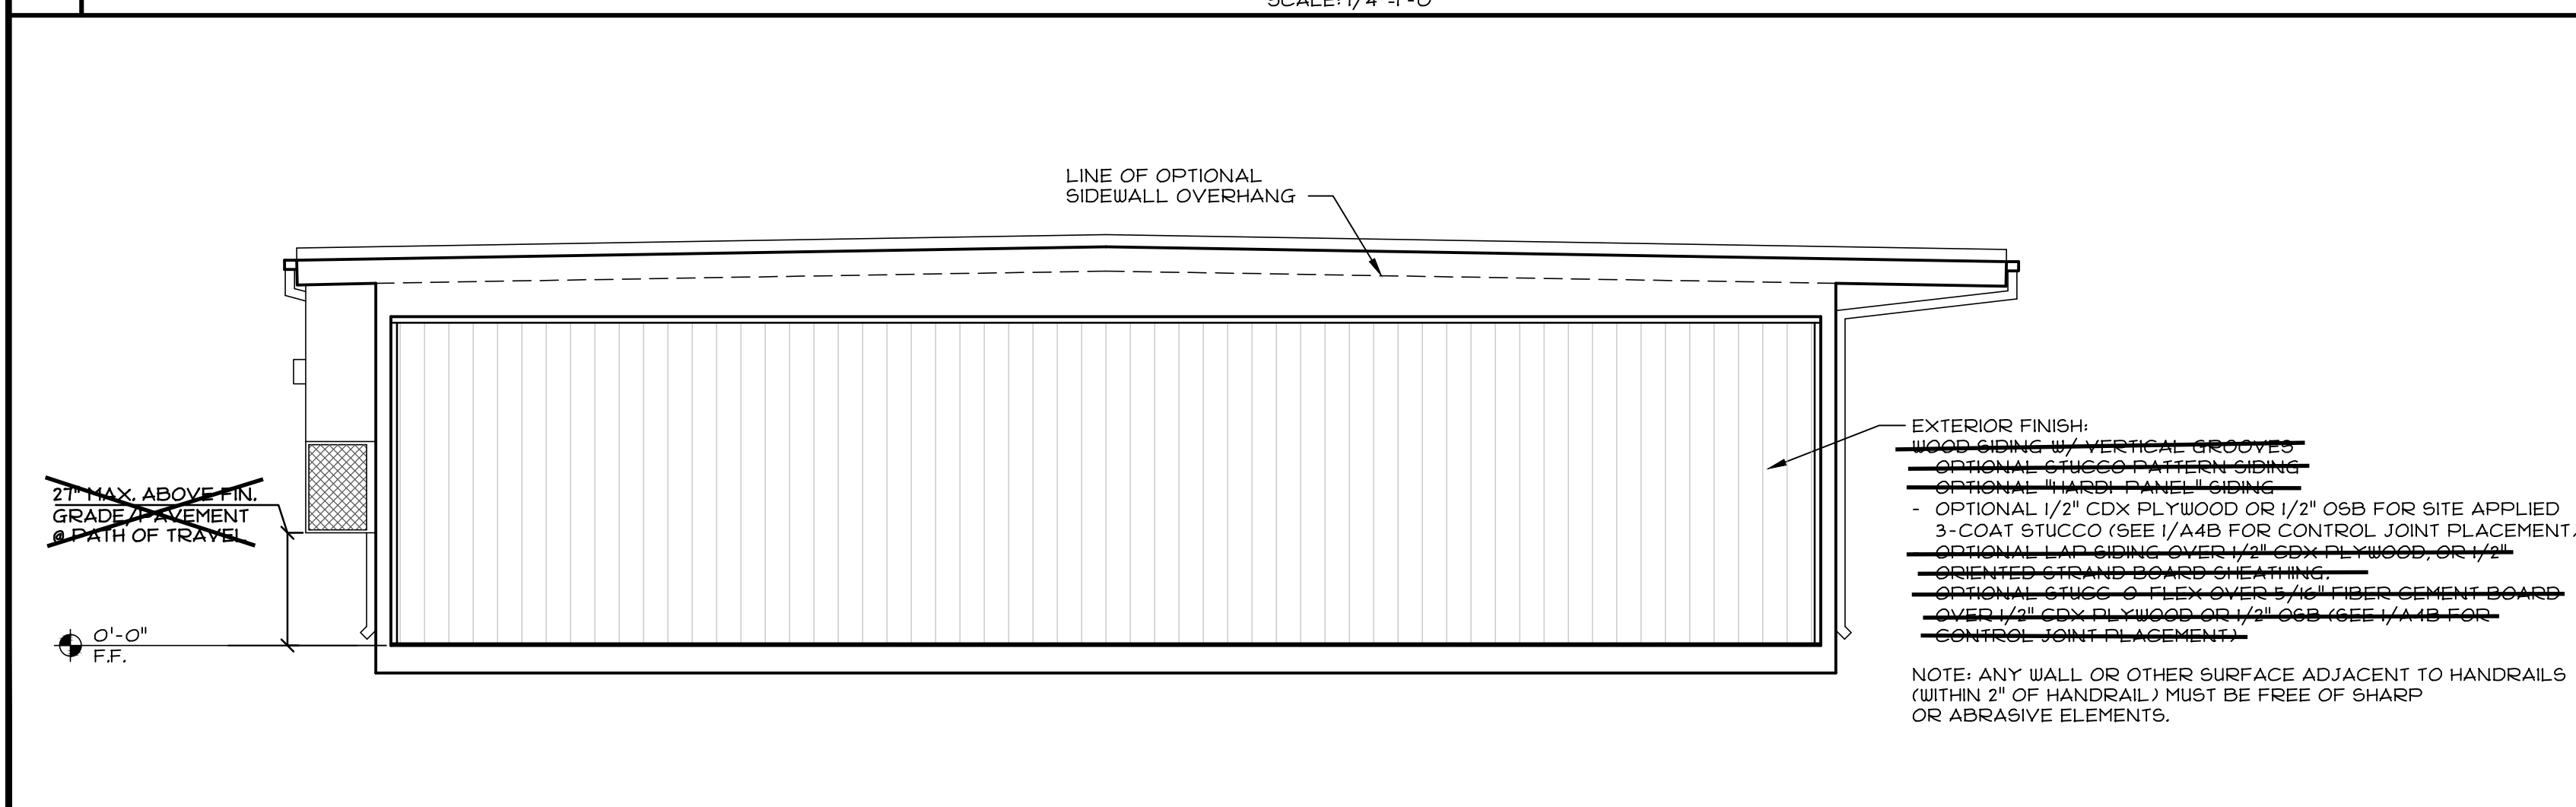 SCALE: 1/4"=1'-0"
LINE OF OPTIONAL
SIDEWALL OVERHANG
27" MAX. ABOVE FIN.
GRADE/PAVEMENT
@ PATH OF TRAVEL
0'-0"
F.F.
EXTERIOR FINISH:
WOOD SIDING W/ VERTICAL GROOVES
OPTIONAL STUCCO PATTERN SIDING
OPTIONAL "HARDI-PANEL" SIDING
- OPTIONAL 1/2" CDX PLYWOOD OR 1/2" OSB FOR SITE APPLIED
3-COAT STUCCO (SEE 1/A4B FOR CONTROL JOINT PLACEMENT)
- OPTIONAL LAP SIDING OVER 1/2" CDX PLYWOOD, OR 1/2"
ORIENTED STRAND BOARD SHEATHING.
OPTIONAL STUCC-O-FLEX OVER 5/16" FIBER CEMENT BOARD
OVER 1/2" CDX PLYWOOD OR 1/2" OSB (SEE 1/A4B FOR
CONTROL JOINT PLACEMENT)
NOTE: ANY WALL OR OTHER SURFACE ADJACENT TO HANDRAILS
(WITHIN 2" OF HANDRAIL) MUST BE FREE OF SHARP
OR ABRASIVE ELEMENTS.